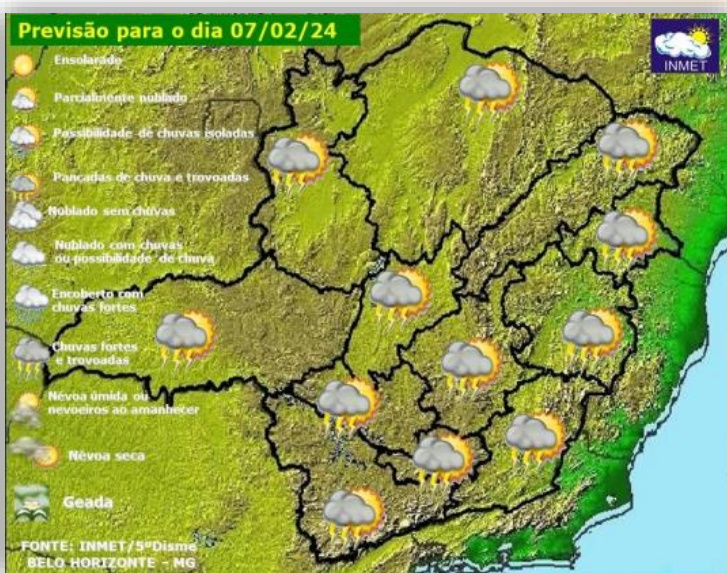 Previsão para o dia 07/02/24
INMET
Ensolarado
Parcialmente nublado
Possibilidade de chuvas isoladas
Pancadas de chuva e trovoadas
Nublado sem chuvas
Nublado com chuvas
ou possibilidade de chuva
Encoberto com
chuvas fortes
Chuvas fortes
e trovoadas
Névoa úmida ou
nevoeiros ao amanhecer
Névoa seca
Geada
FONTE: INMET/5ºDisme
BELO HORIZONTE - MG